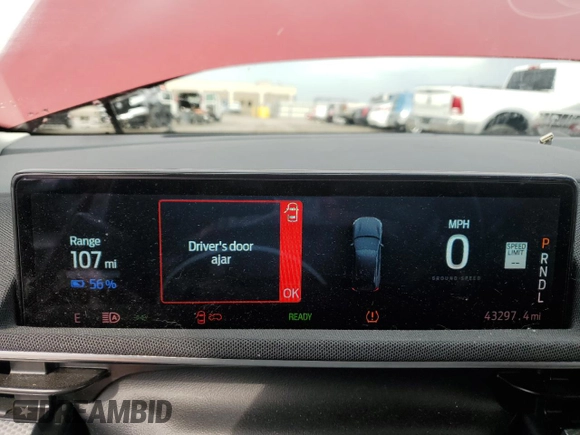 Range
107 mi
56%
Driver's door
ajar
OK
MPH
0
SPEED
LIMIT
--
P
R
N
D
L
E
A
READY
43297.4 mi
DREAMBID